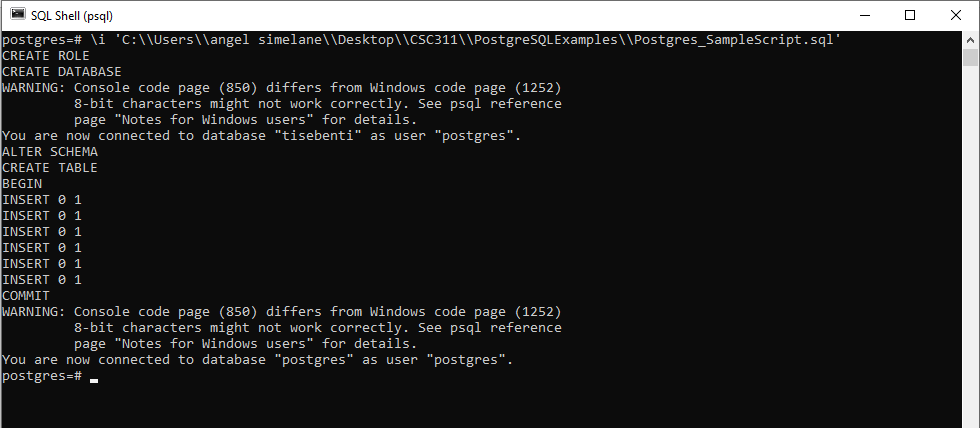 SQL Shell (psql)
postgres=# \i 'C:\\Users\\angel simelane\\Desktop\\CSC311\\PostgreSQLExamples\\Postgres_SampleScript.sql'
CREATE ROLE
CREATE DATABASE
WARNING: Console code page (850) differs from Windows code page (1252)
         8-bit characters might not work correctly. See psql reference
         page "Notes for Windows users" for details.
You are now connected to database "tisebenti" as user "postgres".
ALTER SCHEMA
CREATE TABLE
BEGIN
INSERT 0 1
INSERT 0 1
INSERT 0 1
INSERT 0 1
INSERT 0 1
INSERT 0 1
COMMIT
WARNING: Console code page (850) differs from Windows code page (1252)
         8-bit characters might not work correctly. See psql reference
         page "Notes for Windows users" for details.
You are now connected to database "postgres" as user "postgres".
postgres=#